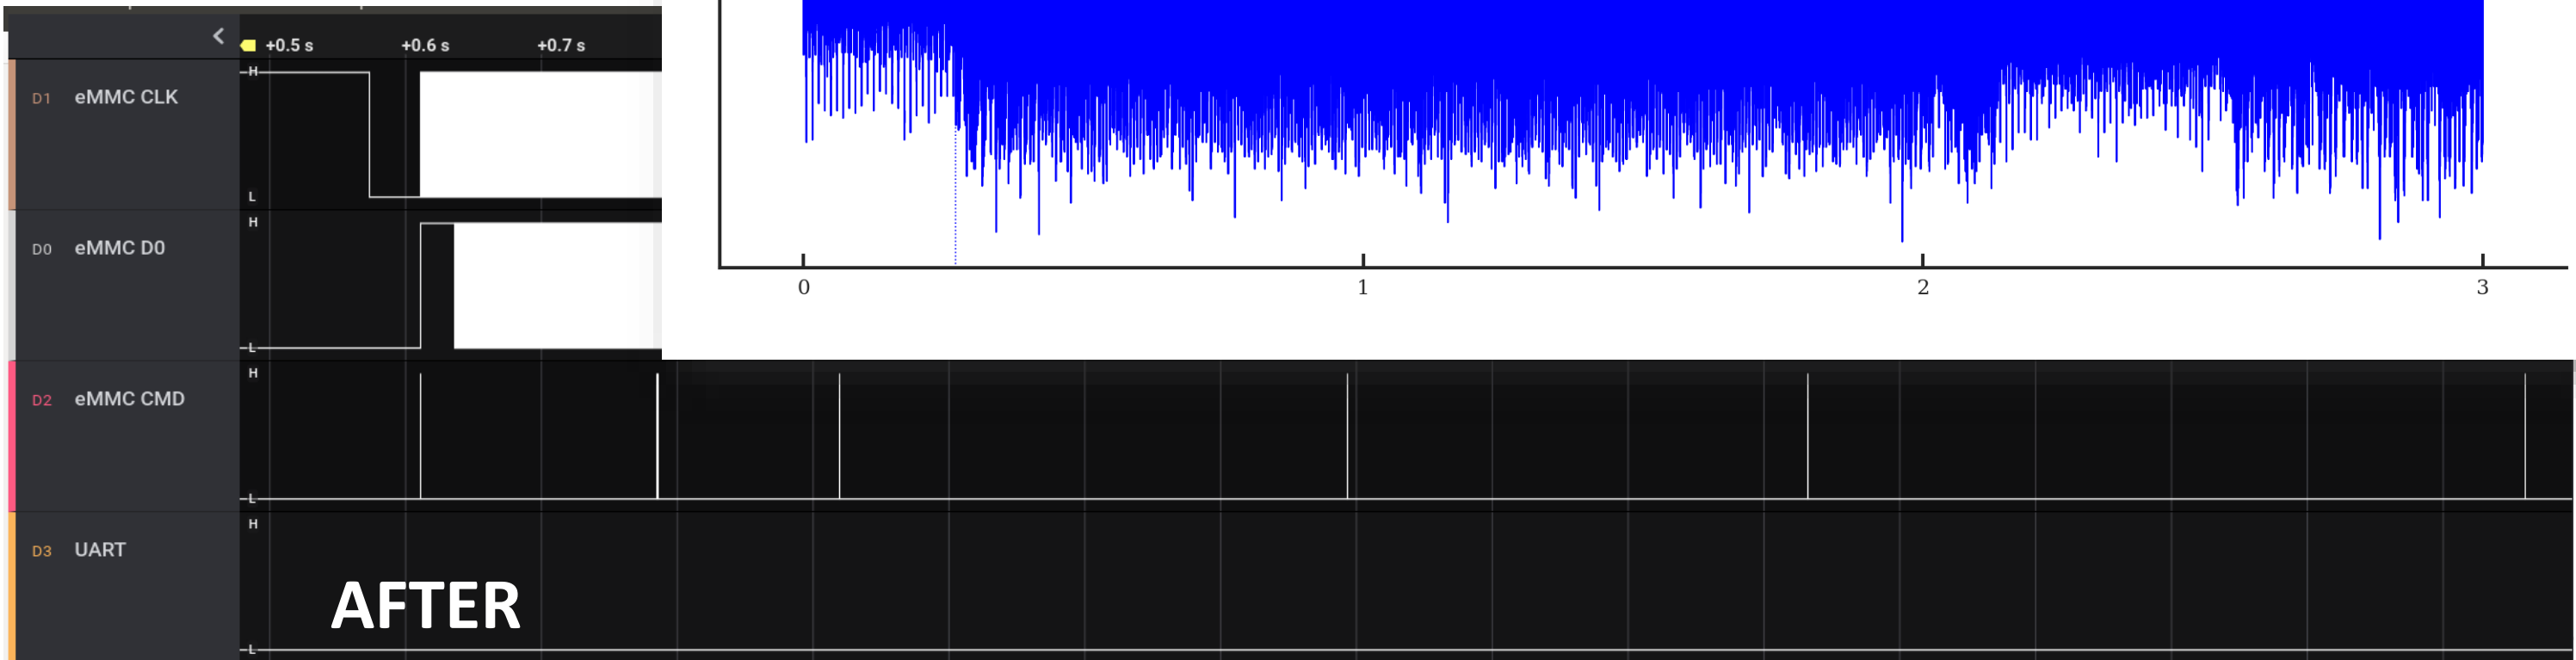 +0.5 s +0.6 s +0.7 s
H
D1 eMMC CLK
L
H
D0 eMMC D0
L
0 1 2 3
H
D2 eMMC CMD
L
H
D3 UART
AFTER
L